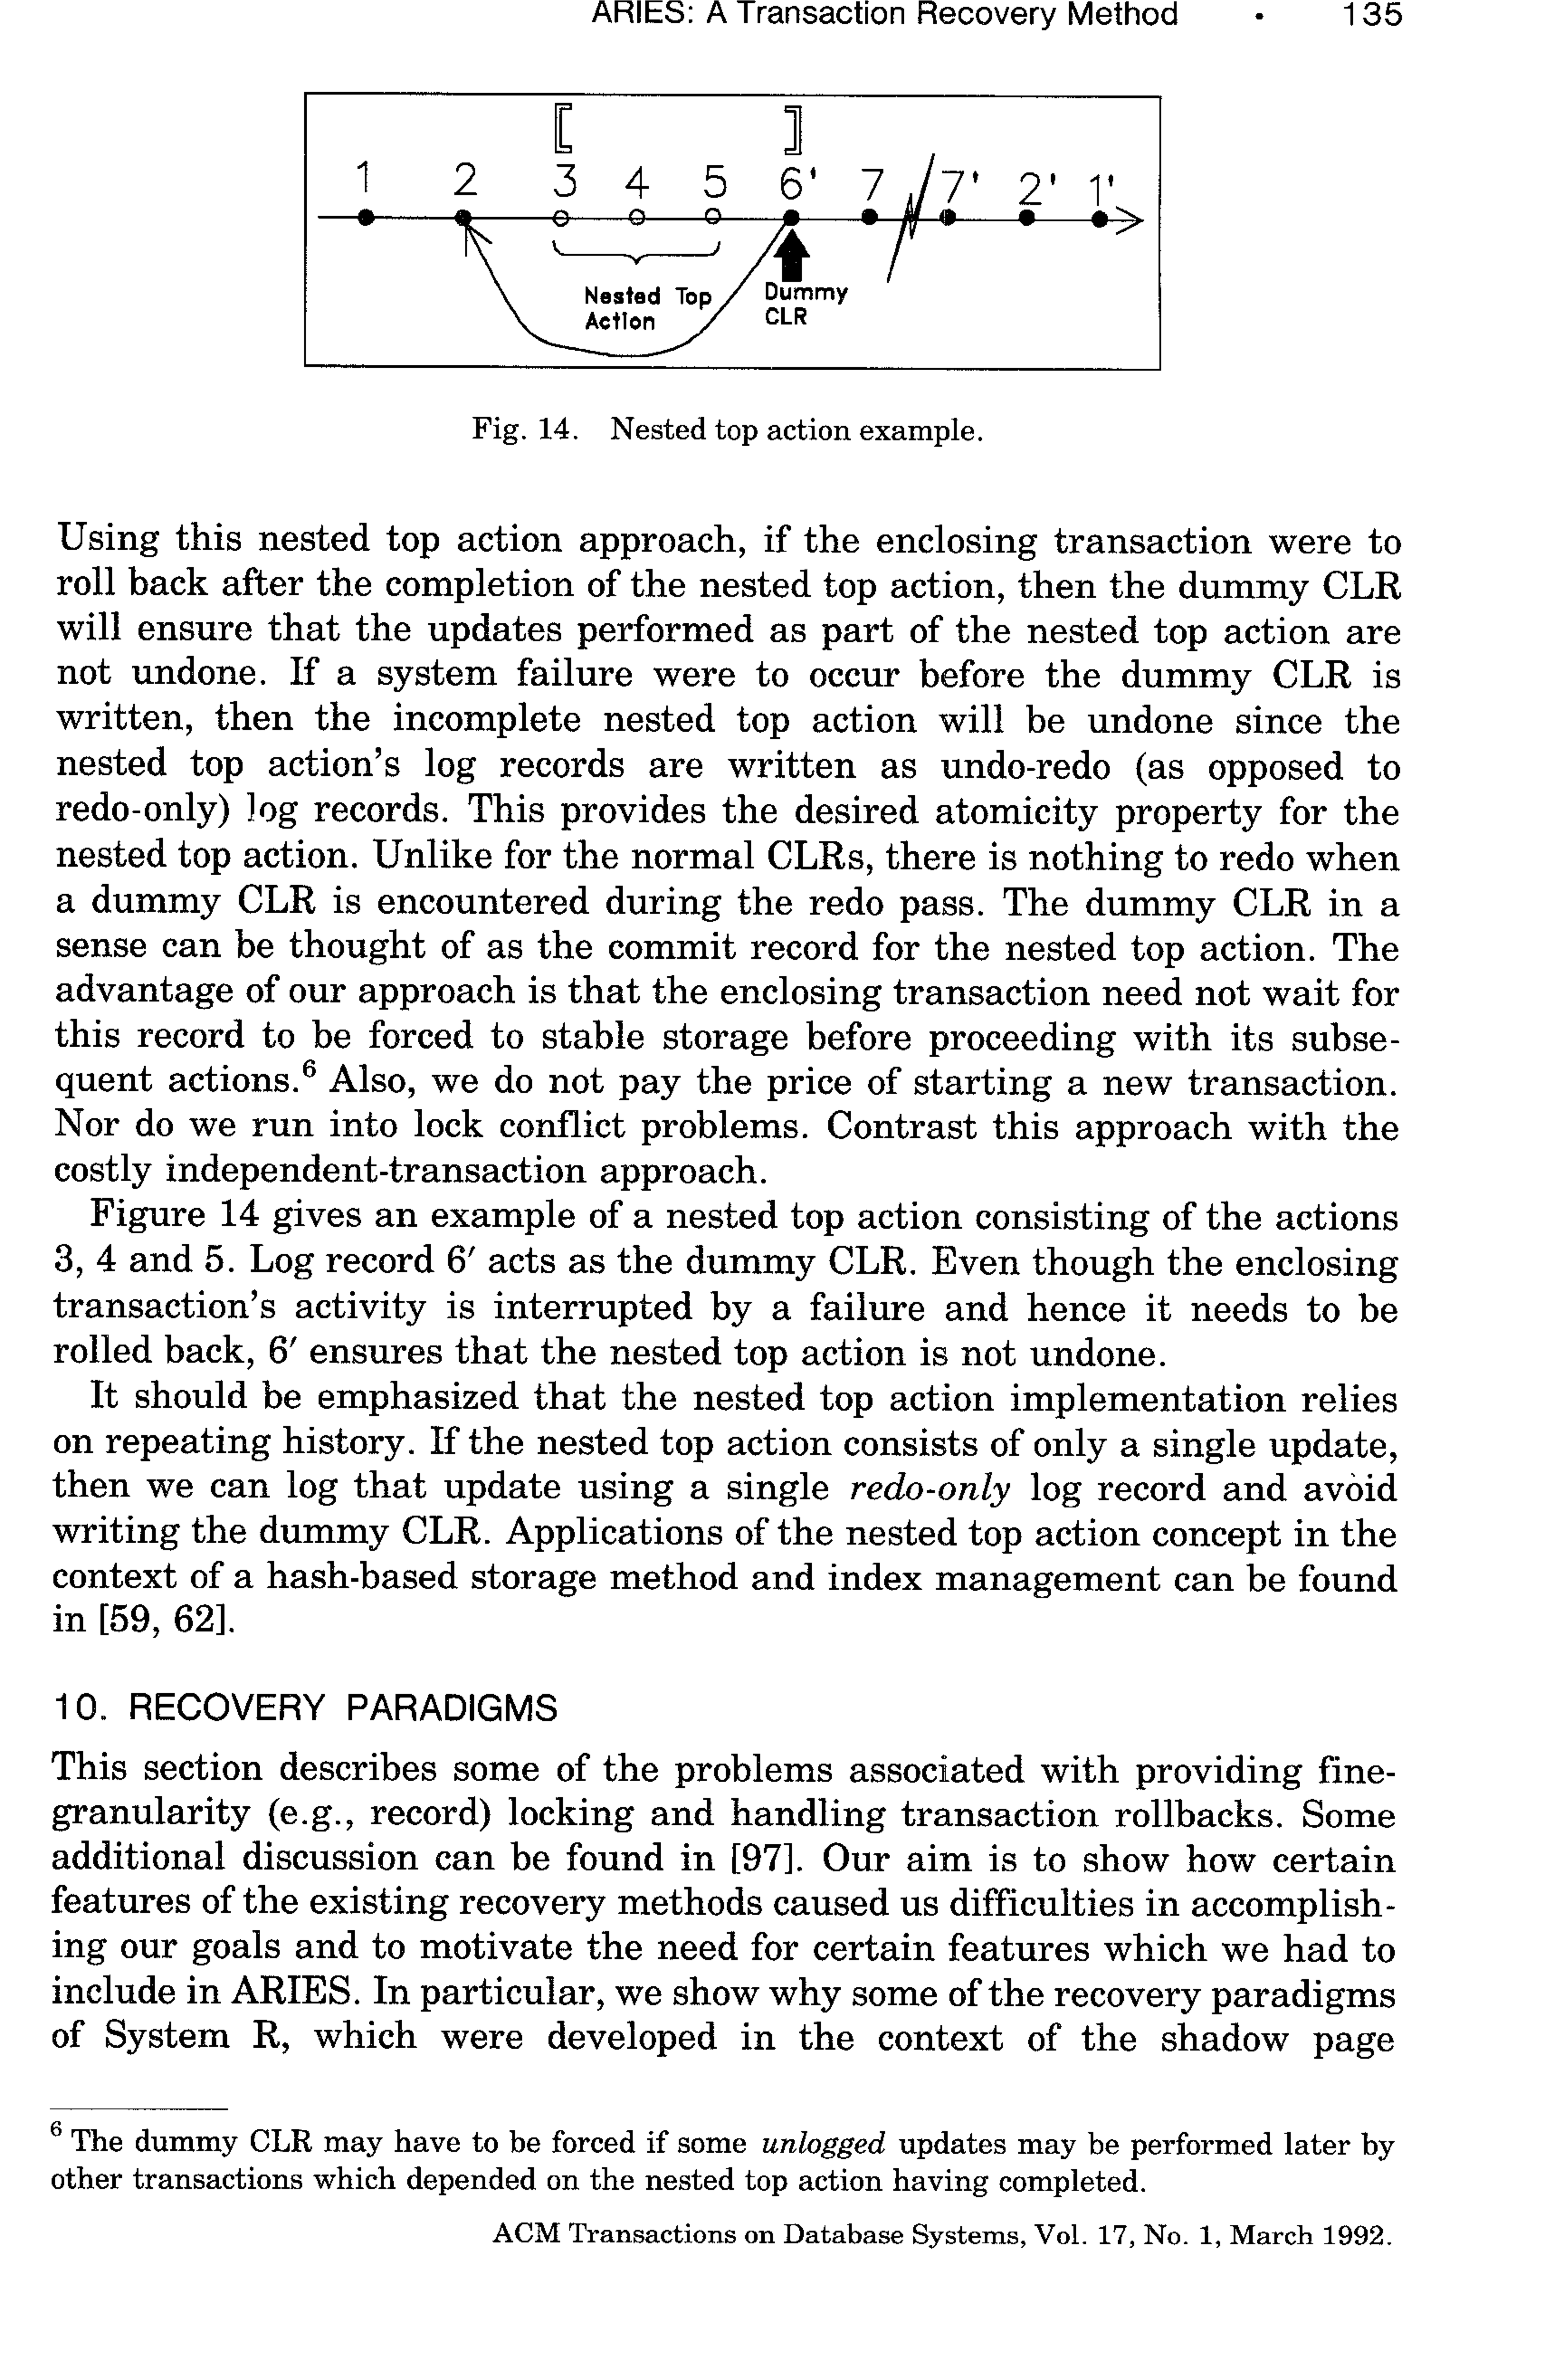 ARIES: A Transaction Recovery Method • 135
[ ]
1 2 3 4 5 6' 7 7' 2' 1'
Nested Top Dummy
Action CLR
Fig. 14. Nested top action example.
Using this nested top action approach, if the enclosing transaction were to
roll back after the completion of the nested top action, then the dummy CLR
will ensure that the updates performed as part of the nested top action are
not undone. If a system failure were to occur before the dummy CLR is
written, then the incomplete nested top action will be undone since the
nested top action's log records are written as undo-redo (as opposed to
redo-only) log records. This provides the desired atomicity property for the
nested top action. Unlike for the normal CLRs, there is nothing to redo when
a dummy CLR is encountered during the redo pass. The dummy CLR in a
sense can be thought of as the commit record for the nested top action. The
advantage of our approach is that the enclosing transaction need not wait for
this record to be forced to stable storage before proceeding with its subse-
quent actions.⁶ Also, we do not pay the price of starting a new transaction.
Nor do we run into lock conflict problems. Contrast this approach with the
costly independent-transaction approach.
Figure 14 gives an example of a nested top action consisting of the actions
3, 4 and 5. Log record 6′ acts as the dummy CLR. Even though the enclosing
transaction's activity is interrupted by a failure and hence it needs to be
rolled back, 6′ ensures that the nested top action is not undone.
It should be emphasized that the nested top action implementation relies
on repeating history. If the nested top action consists of only a single update,
then we can log that update using a single redo-only log record and avoid
writing the dummy CLR. Applications of the nested top action concept in the
context of a hash-based storage method and index management can be found
in [59, 62].
10. RECOVERY PARADIGMS
This section describes some of the problems associated with providing fine-
granularity (e.g., record) locking and handling transaction rollbacks. Some
additional discussion can be found in [97]. Our aim is to show how certain
features of the existing recovery methods caused us difficulties in accomplish-
ing our goals and to motivate the need for certain features which we had to
include in ARIES. In particular, we show why some of the recovery paradigms
of System R, which were developed in the context of the shadow page
⁶ The dummy CLR may have to be forced if some unlogged updates may be performed later by
other transactions which depended on the nested top action having completed.
ACM Transactions on Database Systems, Vol. 17, No. 1, March 1992.